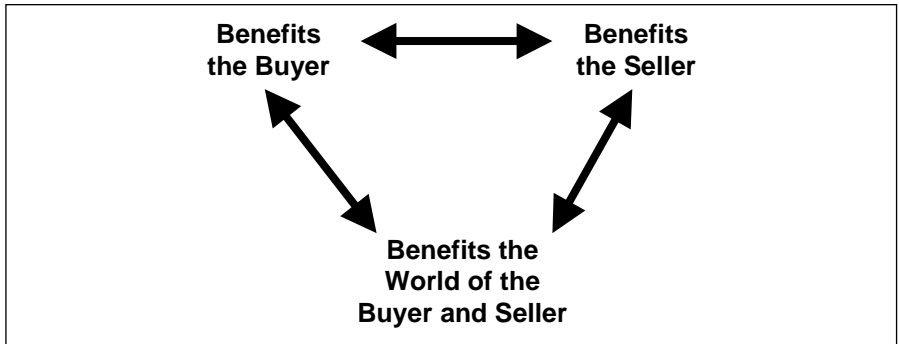 Benefits
the Buyer
Benefits
the Seller
Benefits the
World of the
Buyer and Seller